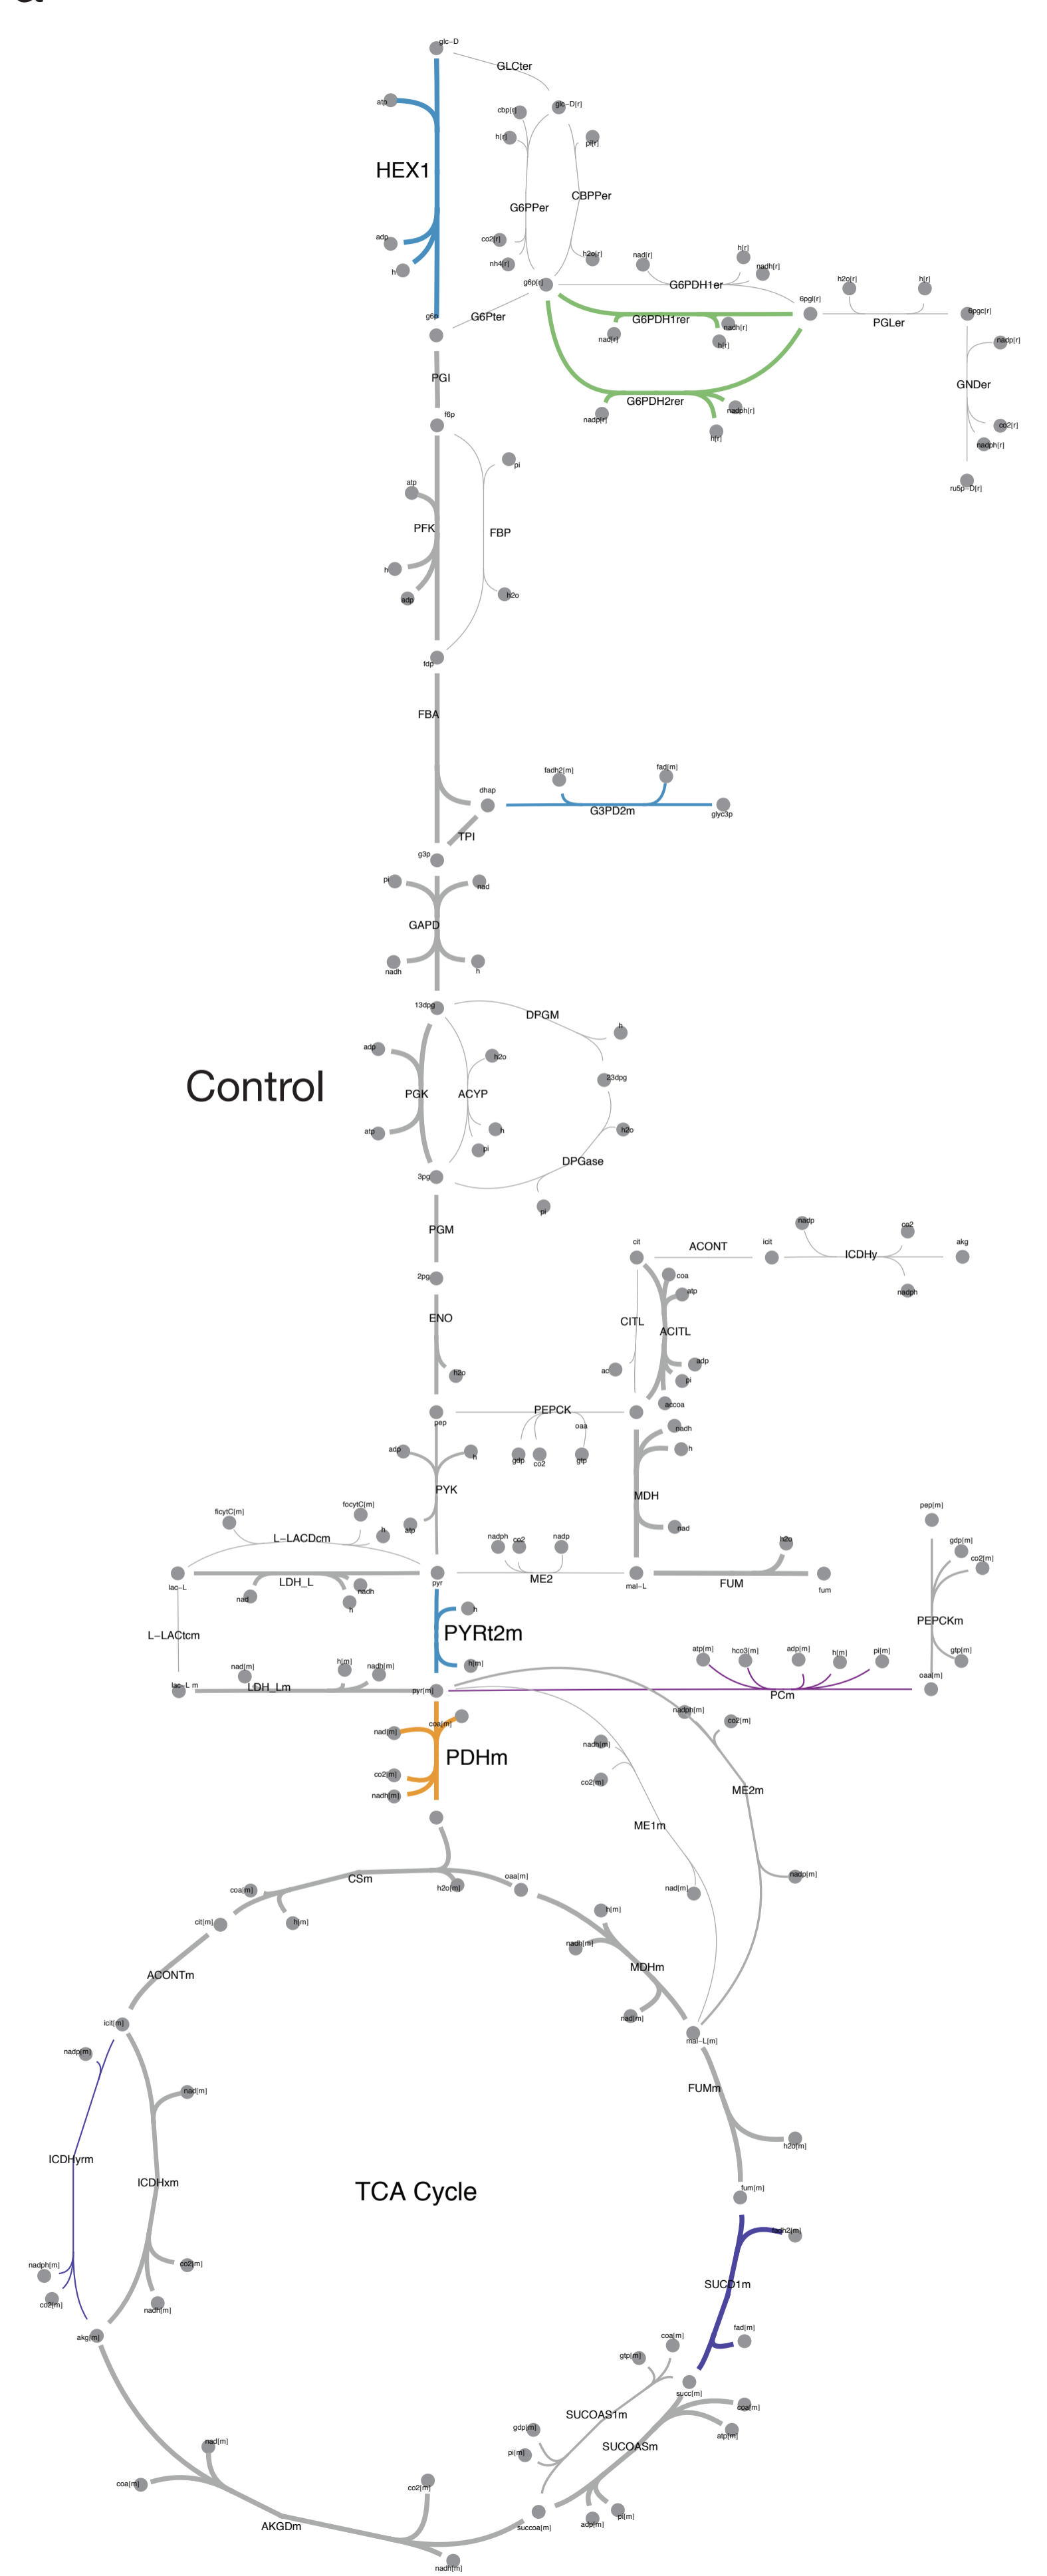 glc-D
GLCter
atp
cbp[r]
glc-D[r]
h[r]
pi[r]
HEX1
CBPPer
G6PPer
adp
co2[r]
h
nh4[r]
h2o[r]
nad[r]
h[r]
nadh[r]
g6p[r]
G6PDH1er
h2o[r]
h[r]
6pgl[r]
g6p
G6Pter
G6PDH1rer
nadh[r]
PGLer
6pgc[r]
nad[r]
h[r]
nadp[r]
PGI
GNDer
G6PDH2rer
f6p
nadp[r]
nadph[r]
h[r]
co2[r]
nadph[r]
pi
atp
ru5p-D[r]
PFK
FBP
h
adp
h2o
fdp
FBA
fadh2[m]
fad[m]
dhap
G3PD2m
glyc3p
TPI
g3p
pi
nad
GAPD
nadh
h
13dpg
DPGM
h
adp
h2o
23dpg
Control
PGK
ACYP
atp
h
h2o
pi
DPGase
3pg
pi
PGM
nadp
co2
cit
ACONT
icit
ICDHy
akg
2pg
coa
atp
nadph
ENO
CITL
ACITL
h2o
ac
adp
pi
accoa
pep
PEPCK
oaa
nadh
adp
h
gdp
co2
gtp
h
PYK
MDH
ficytC[m]
focytC[m]
pep[m]
h
atp
nad
L-LACDcm
nadph
co2
nadp
h2o
gdp[m]
co2[m]
lac-L
LDH_L
nadh
pyr
ME2
mal-L
FUM
fum
nad
h
h
PEPCKm
L-LACtcm
PYRt2m
atp[m]
hco3[m]
adp[m]
h[m]
pi[m]
gtp[m]
nad[m]
h[m]
nadh[m]
h[m]
oaa[m]
lac-L m
LDH_Lm
pyr[m]
PCm
nadph[m]
co2[m]
coa[m]
nad[m]
nadh[m]
PDHm
co2[m]
co2[m]
nadh[m]
ME2m
ME1m
CSm
oaa[m]
nadp[m]
coa[m]
h2o[m]
nad[m]
cit[m]
h[m]
h[m]
nadh[m]
ACONTm
MDHm
icit[m]
nad[m]
mal-L[m]
nadp[m]
nad[m]
FUMm
h2o[m]
ICDHyrm
ICDHxm
TCA Cycle
fum[m]
fadh2[m]
nadph[m]
co2[m]
SUCD1m
co2[m]
nadh[m]
akg[m]
fad[m]
coa[m]
gtp[m]
succ[m]
coa[m]
SUCOAS1m
gdp[m]
atp[m]
nad[m]
pi[m]
SUCOASm
coa[m]
co2[m]
pi[m]
AKGDm
succoa[m]
adp[m]
nadh[m]